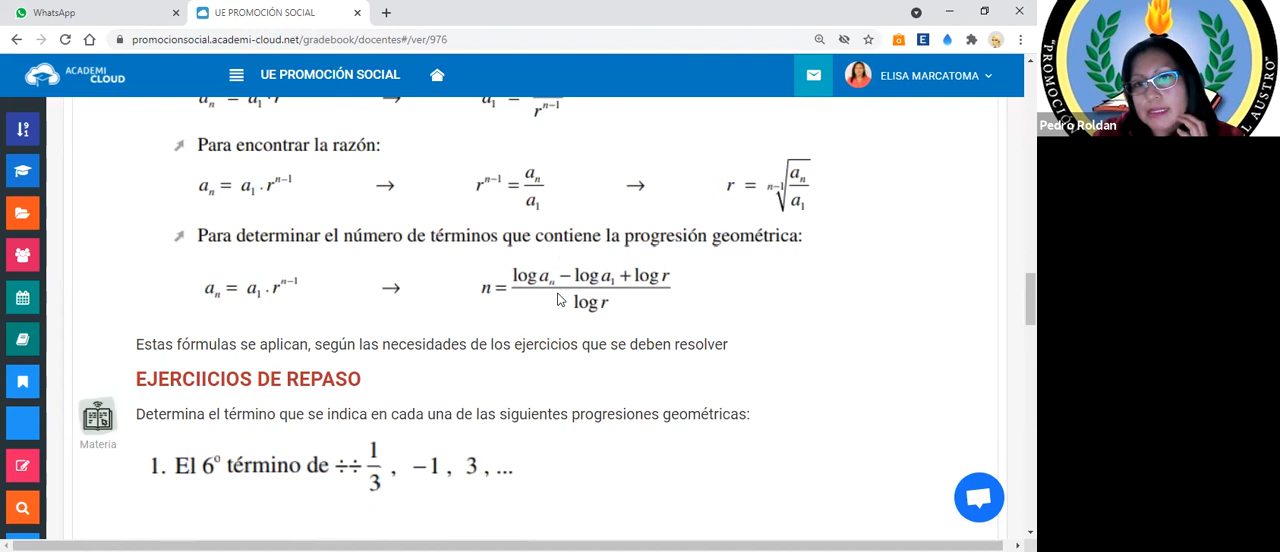 WhatsApp
UE PROMOCIÓN SOCIAL
promocionsocial.academi-cloud.net/gradebook/docentes#/ver/976
ACADEMI
CLOUD
UE PROMOCIÓN SOCIAL
ELISA MARCATOMA
Pedro Roldan
aₙ = a₁ · r → a₁ = rⁿ⁻¹
Para encontrar la razón:
aₙ = a₁ . rⁿ⁻¹ → rⁿ⁻¹ = aₙ/a₁ → r = ⁿ⁻¹√(aₙ/a₁)
Para determinar el número de términos que contiene la progresión geométrica:
aₙ = a₁ . rⁿ⁻¹ → n = (log aₙ – log a₁ + log r)/(log r)
Estas fórmulas se aplican, según las necesidades de los ejercicios que se deben resolver
EJERCIICIOS DE REPASO
Materia
Determina el término que se indica en cada una de las siguientes progresiones geométricas:
1. El 6º término de ÷÷ 1/3 , –1 , 3 , ...